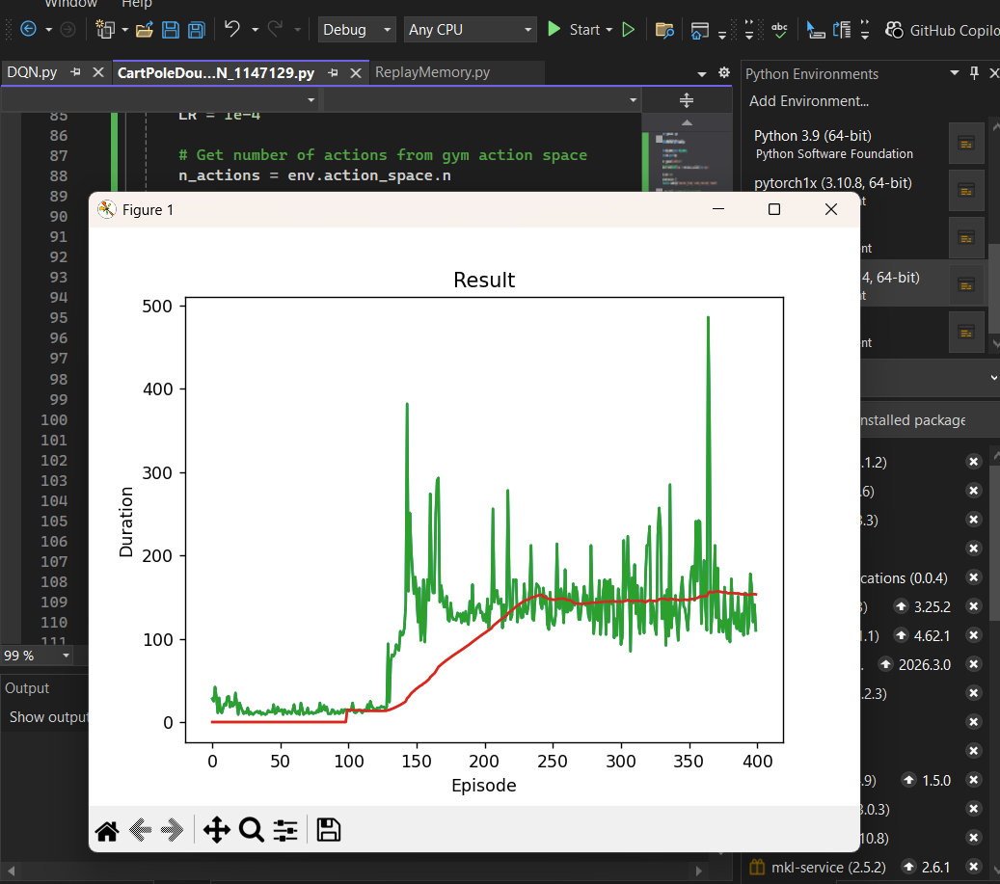 Window Help
Debug Any CPU Start abc GitHub Copilo
DQN.py CartPoleDou...N_1147129.py ReplayMemory.py
Python Environments
Add Environment...
85 LR = 1e-4
86
87 # Get number of actions from gym action space
88 n_actions = env.action_space.n
89
90
91
92
93
94
95
96
97
98
99
100
101
102
103
104
105
106
107
108
109
110
111
99 %
Output
Show output
Python 3.9 (64-bit)
Python Software Foundation
pytorch1x (3.10.8, 64-bit)
nt
nt
4, 64-bit)
nt
nt
nstalled package
.1.2)
.6)
.3)
cations (0.0.4)
3.25.2
.1) 4.62.1
2026.3.0
.2.3)
.9) 1.5.0
.0.3)
10.8)
mkl-service (2.5.2) 2.6.1
Figure 1
Result
500
400
300
200
100
0
Duration
0 50 100 150 200 250 300 350 400
Episode